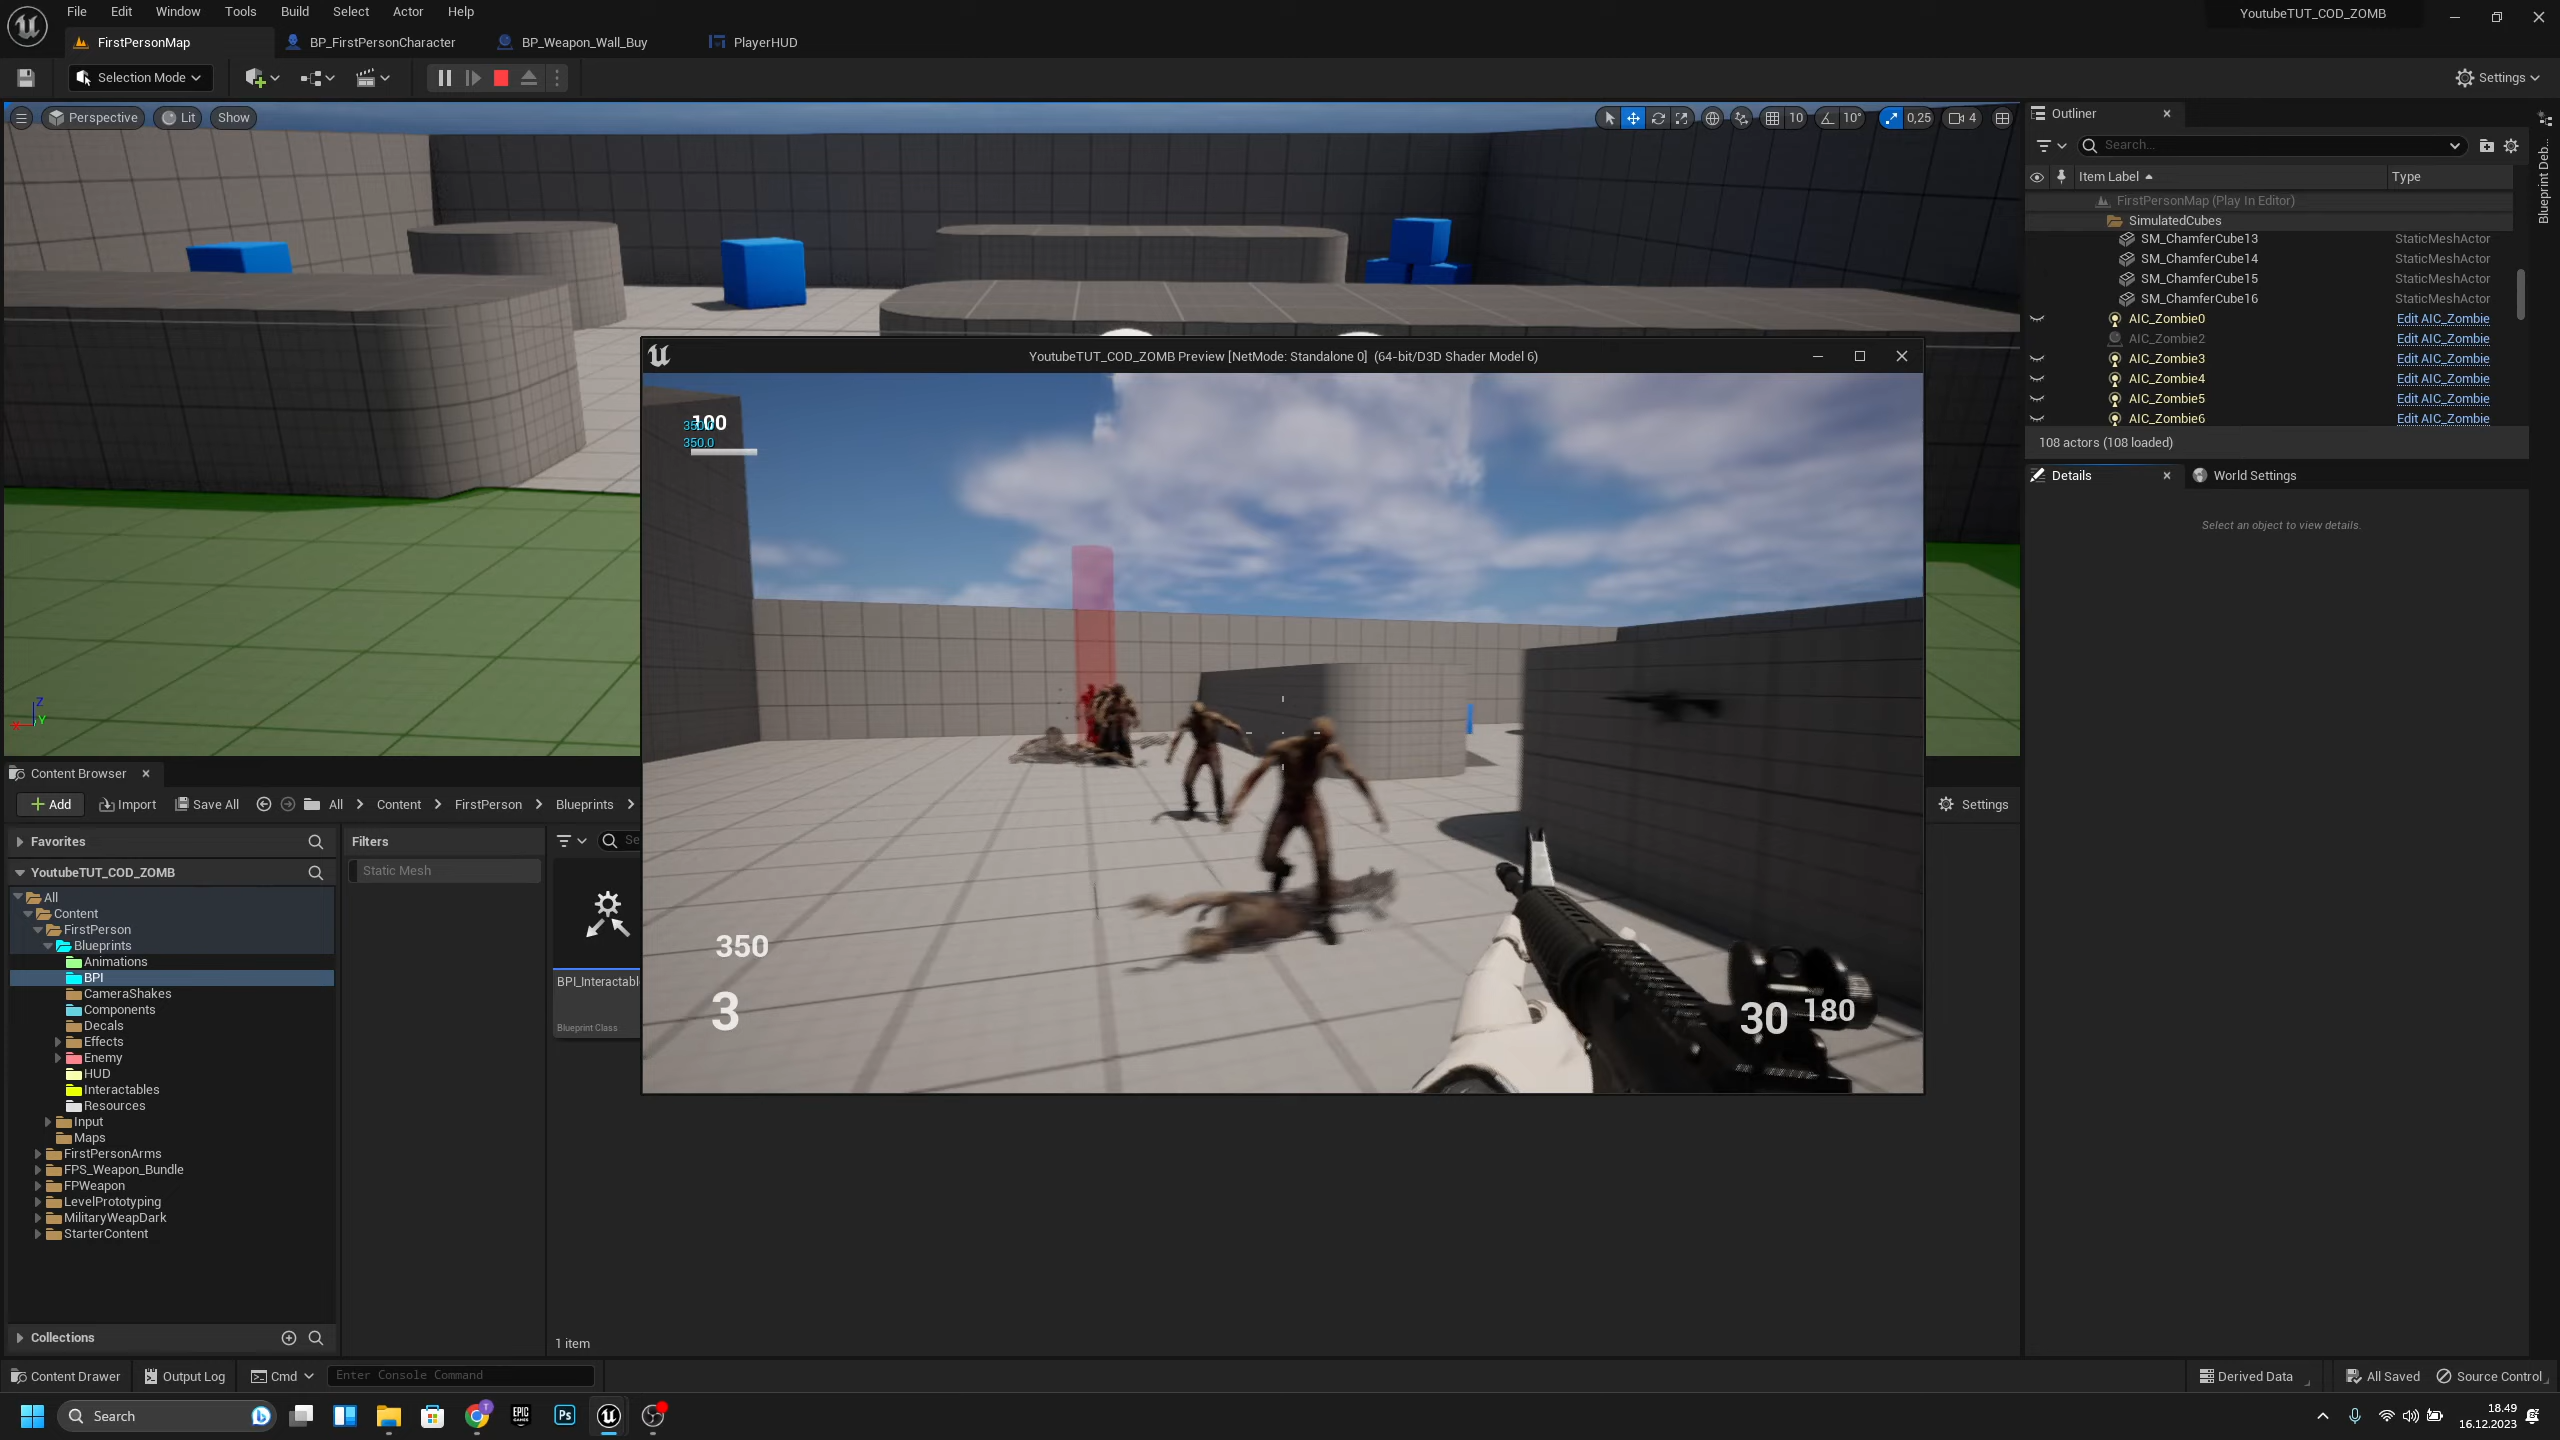 File Edit Window Tools Build Select Actor Help
YoutubeTUT_COD_ZOMB
FirstPersonMap BP_FirstPersonCharacter BP_Weapon_Wall_Buy PlayerHUD
Selection Mode Settings
Perspective Lit Show 10 10° 0,25 4
Outliner
Search...
Item Label Type
FirstPersonMap (Play In Editor)
SimulatedCubes
SM_ChamferCube13 StaticMeshActor
SM_ChamferCube14 StaticMeshActor
SM_ChamferCube15 StaticMeshActor
SM_ChamferCube16 StaticMeshActor
AIC_Zombie0 Edit AIC_Zombie
AIC_Zombie2 Edit AIC_Zombie
AIC_Zombie3 Edit AIC_Zombie
AIC_Zombie4 Edit AIC_Zombie
AIC_Zombie5 Edit AIC_Zombie
AIC_Zombie6 Edit AIC_Zombie
108 actors (108 loaded)
Details World Settings
Select an object to view details.
Blueprint Deb...
YoutubeTUT_COD_ZOMB Preview [NetMode: Standalone 0] (64-bit/D3D Shader Model 6)
100
350.0
350
3
30 180
Content Browser
Add Import Save All All Content FirstPerson Blueprints Settings
Favorites
Filters
Static Mesh
YoutubeTUT_COD_ZOMB
All
Content
FirstPerson
Blueprints
Animations
BPI
CameraShakes
Components
Decals
Effects
Enemy
HUD
Interactables
Resources
Input
Maps
FirstPersonArms
FPS_Weapon_Bundle
FPWeapon
LevelPrototyping
MilitaryWeapDark
StarterContent
BPI_Interactabl
Blueprint Class
Collections
1 item
Content Drawer Output Log Cmd Enter Console Command Derived Data All Saved Source Control
Search
Ps
EPIC GAMES
18.49
16.12.2023